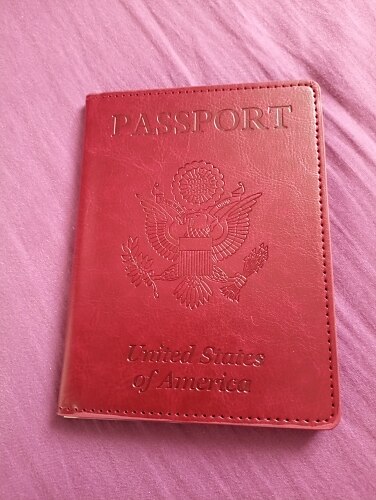 PASSPORT
United States
of America